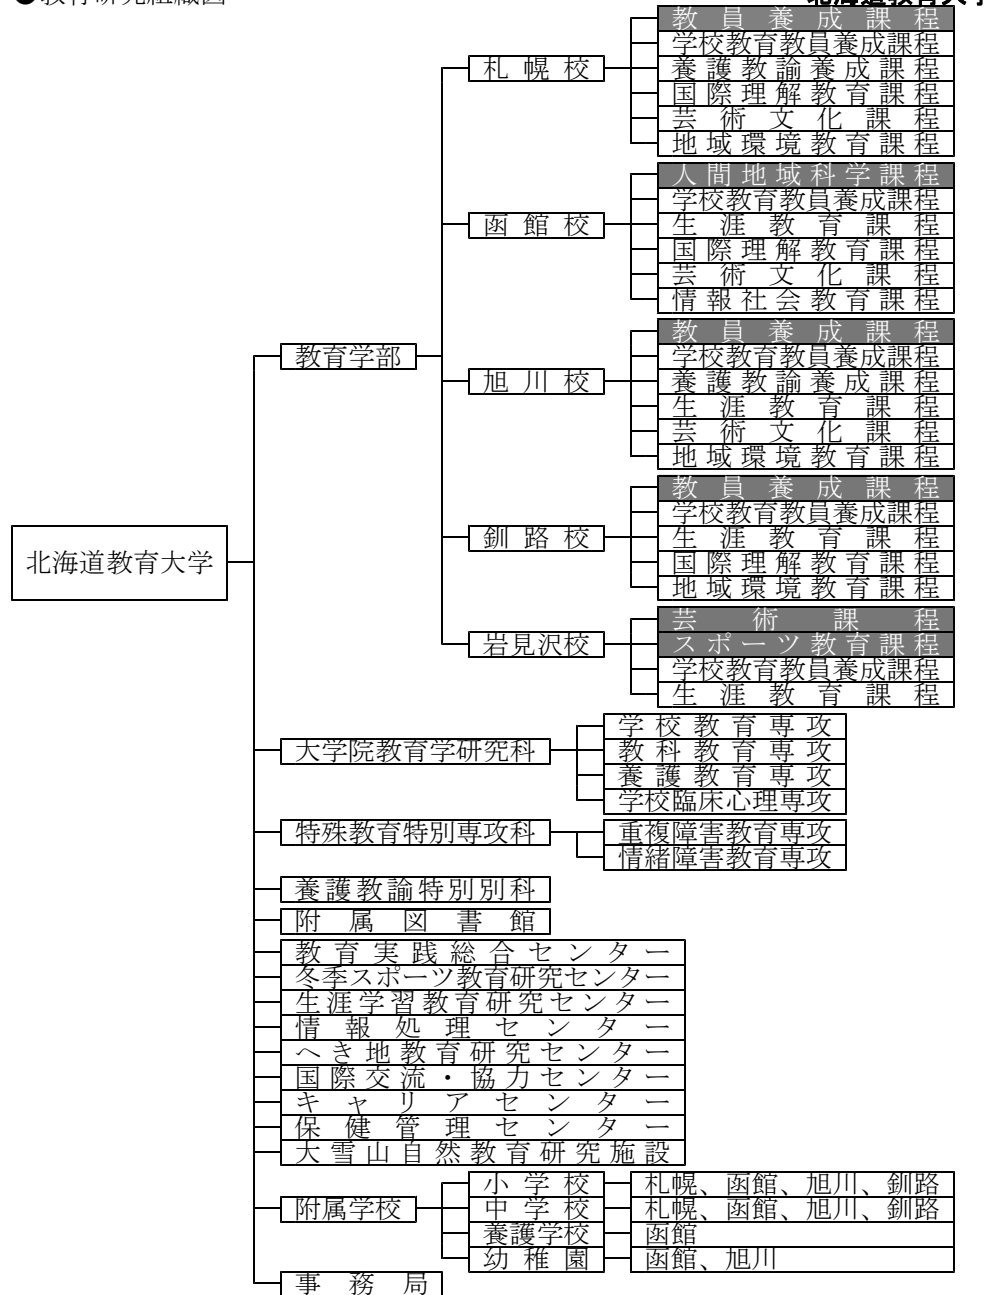 ●教育研究組織図
北海道教育大学
教員養成課程
学校教育教員養成課程
札幌校
養護教諭養成課程
国際理解教育課程
芸術文化課程
地域環境教育課程
人間地域科学課程
学校教育教員養成課程
函館校
生涯教育課程
国際理解教育課程
芸術文化課程
情報社会教育課程
教員養成課程
教育学部
学校教育教員養成課程
旭川校
養護教諭養成課程
生涯教育課程
芸術文化課程
地域環境教育課程
教員養成課程
学校教育教員養成課程
釧路校
生涯教育課程
北海道教育大学
国際理解教育課程
地域環境教育課程
芸術課程
岩見沢校
スポーツ教育課程
学校教育教員養成課程
生涯教育課程
学校教育専攻
大学院教育学研究科
教科教育専攻
養護教育専攻
学校臨床心理専攻
特殊教育特別専攻科
重複障害教育専攻
情緒障害教育専攻
養護教諭特別別科
附属図書館
教育実践総合センター
冬季スポーツ教育研究センター
生涯学習教育研究センター
情報処理センター
へき地教育研究センター
国際交流・協力センター
キャリアセンター
保健管理センター
大雪山自然教育研究施設
小学校 札幌、函館、旭川、釧路
附属学校
中学校 札幌、函館、旭川、釧路
養護学校 函館
幼稚園 函館、旭川
事務局